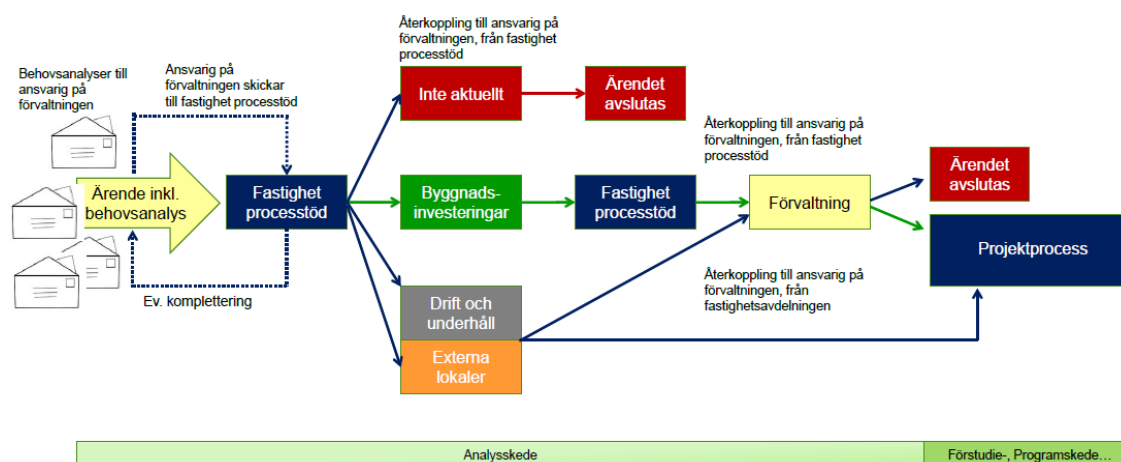 Återkoppling till ansvarig på
förvaltningen, från fastighet
processtöd
Behovsanalyser till
ansvarig på
förvaltningen
Ansvarig på
förvaltningen skickar
till fastighet processtöd
Inte aktuellt
Ärendet
avslutas
Återkoppling till ansvarig på
förvaltningen, från fastighet
processtöd
Ärende inkl.
behovsanalys
Fastighet
processtöd
Byggnads-
investeringar
Fastighet
processtöd
Förvaltning
Ärendet
avslutas
Projektprocess
Ev. komplettering
Återkoppling till ansvarig på
förvaltningen, från
fastighetsavdelningen
Drift och
underhåll
Externa
lokaler
Analysskede
Förstudie-, Programskede…